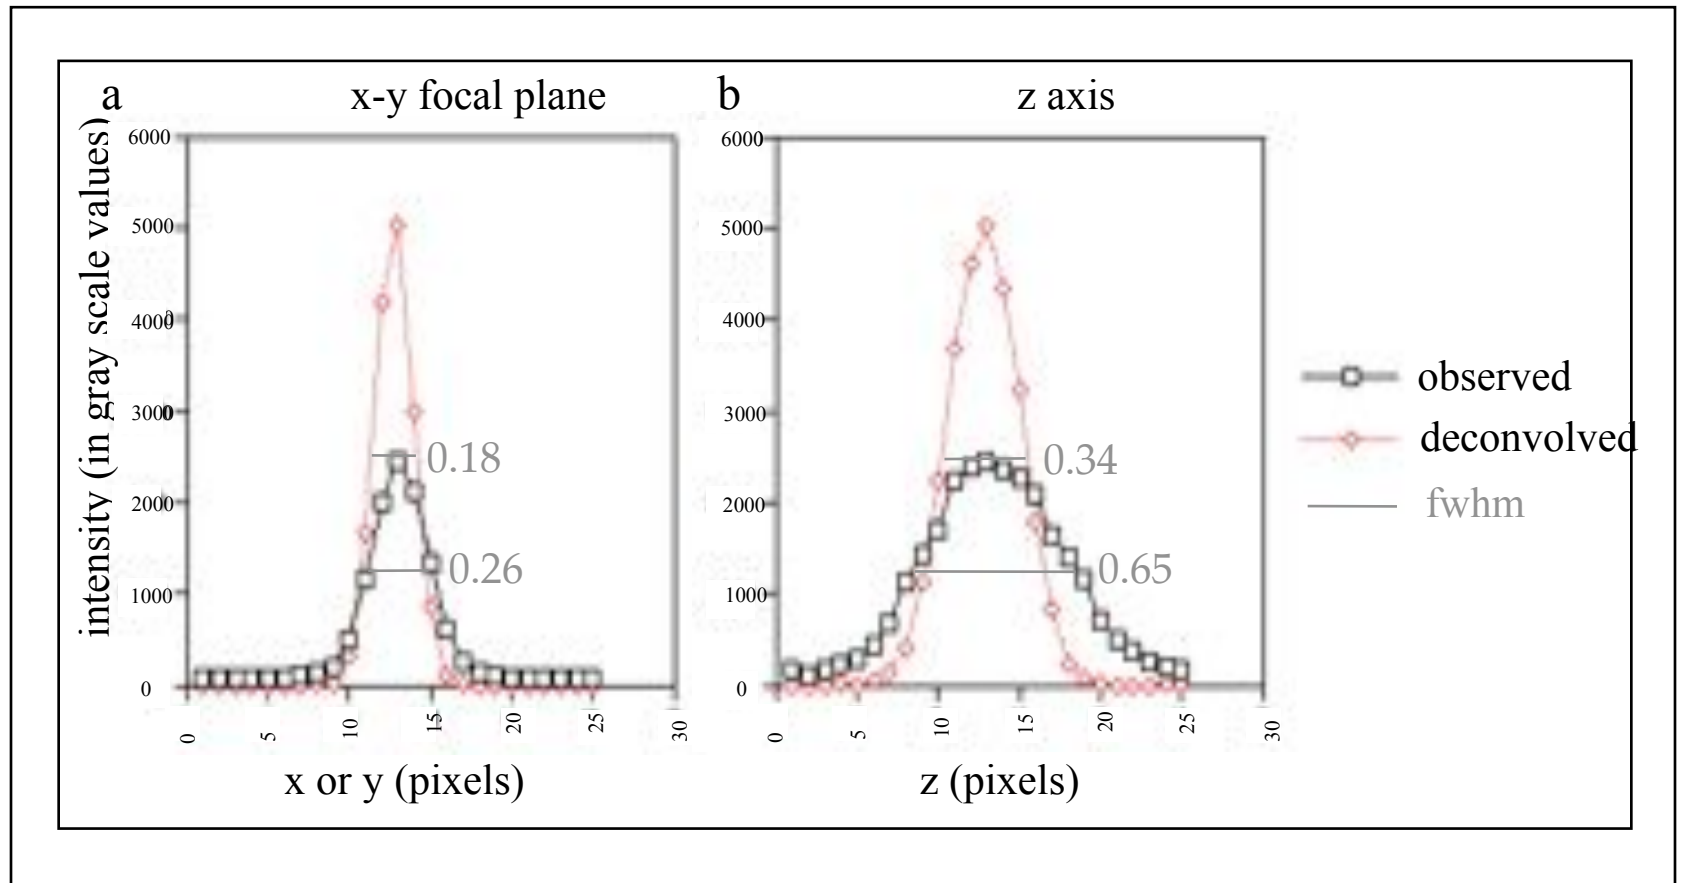 a x-y focal plane
b z axis
intensity (in gray scale values)
6000
5000
4000
3000
2000
1000
0
0 5 10 15 20 25 30
x or y (pixels)
0.18
0.26
6000
5000
4000
3000
2000
1000
0
0 5 10 15 20 25 30
z (pixels)
0.34
0.65
observed
deconvolved
fwhm